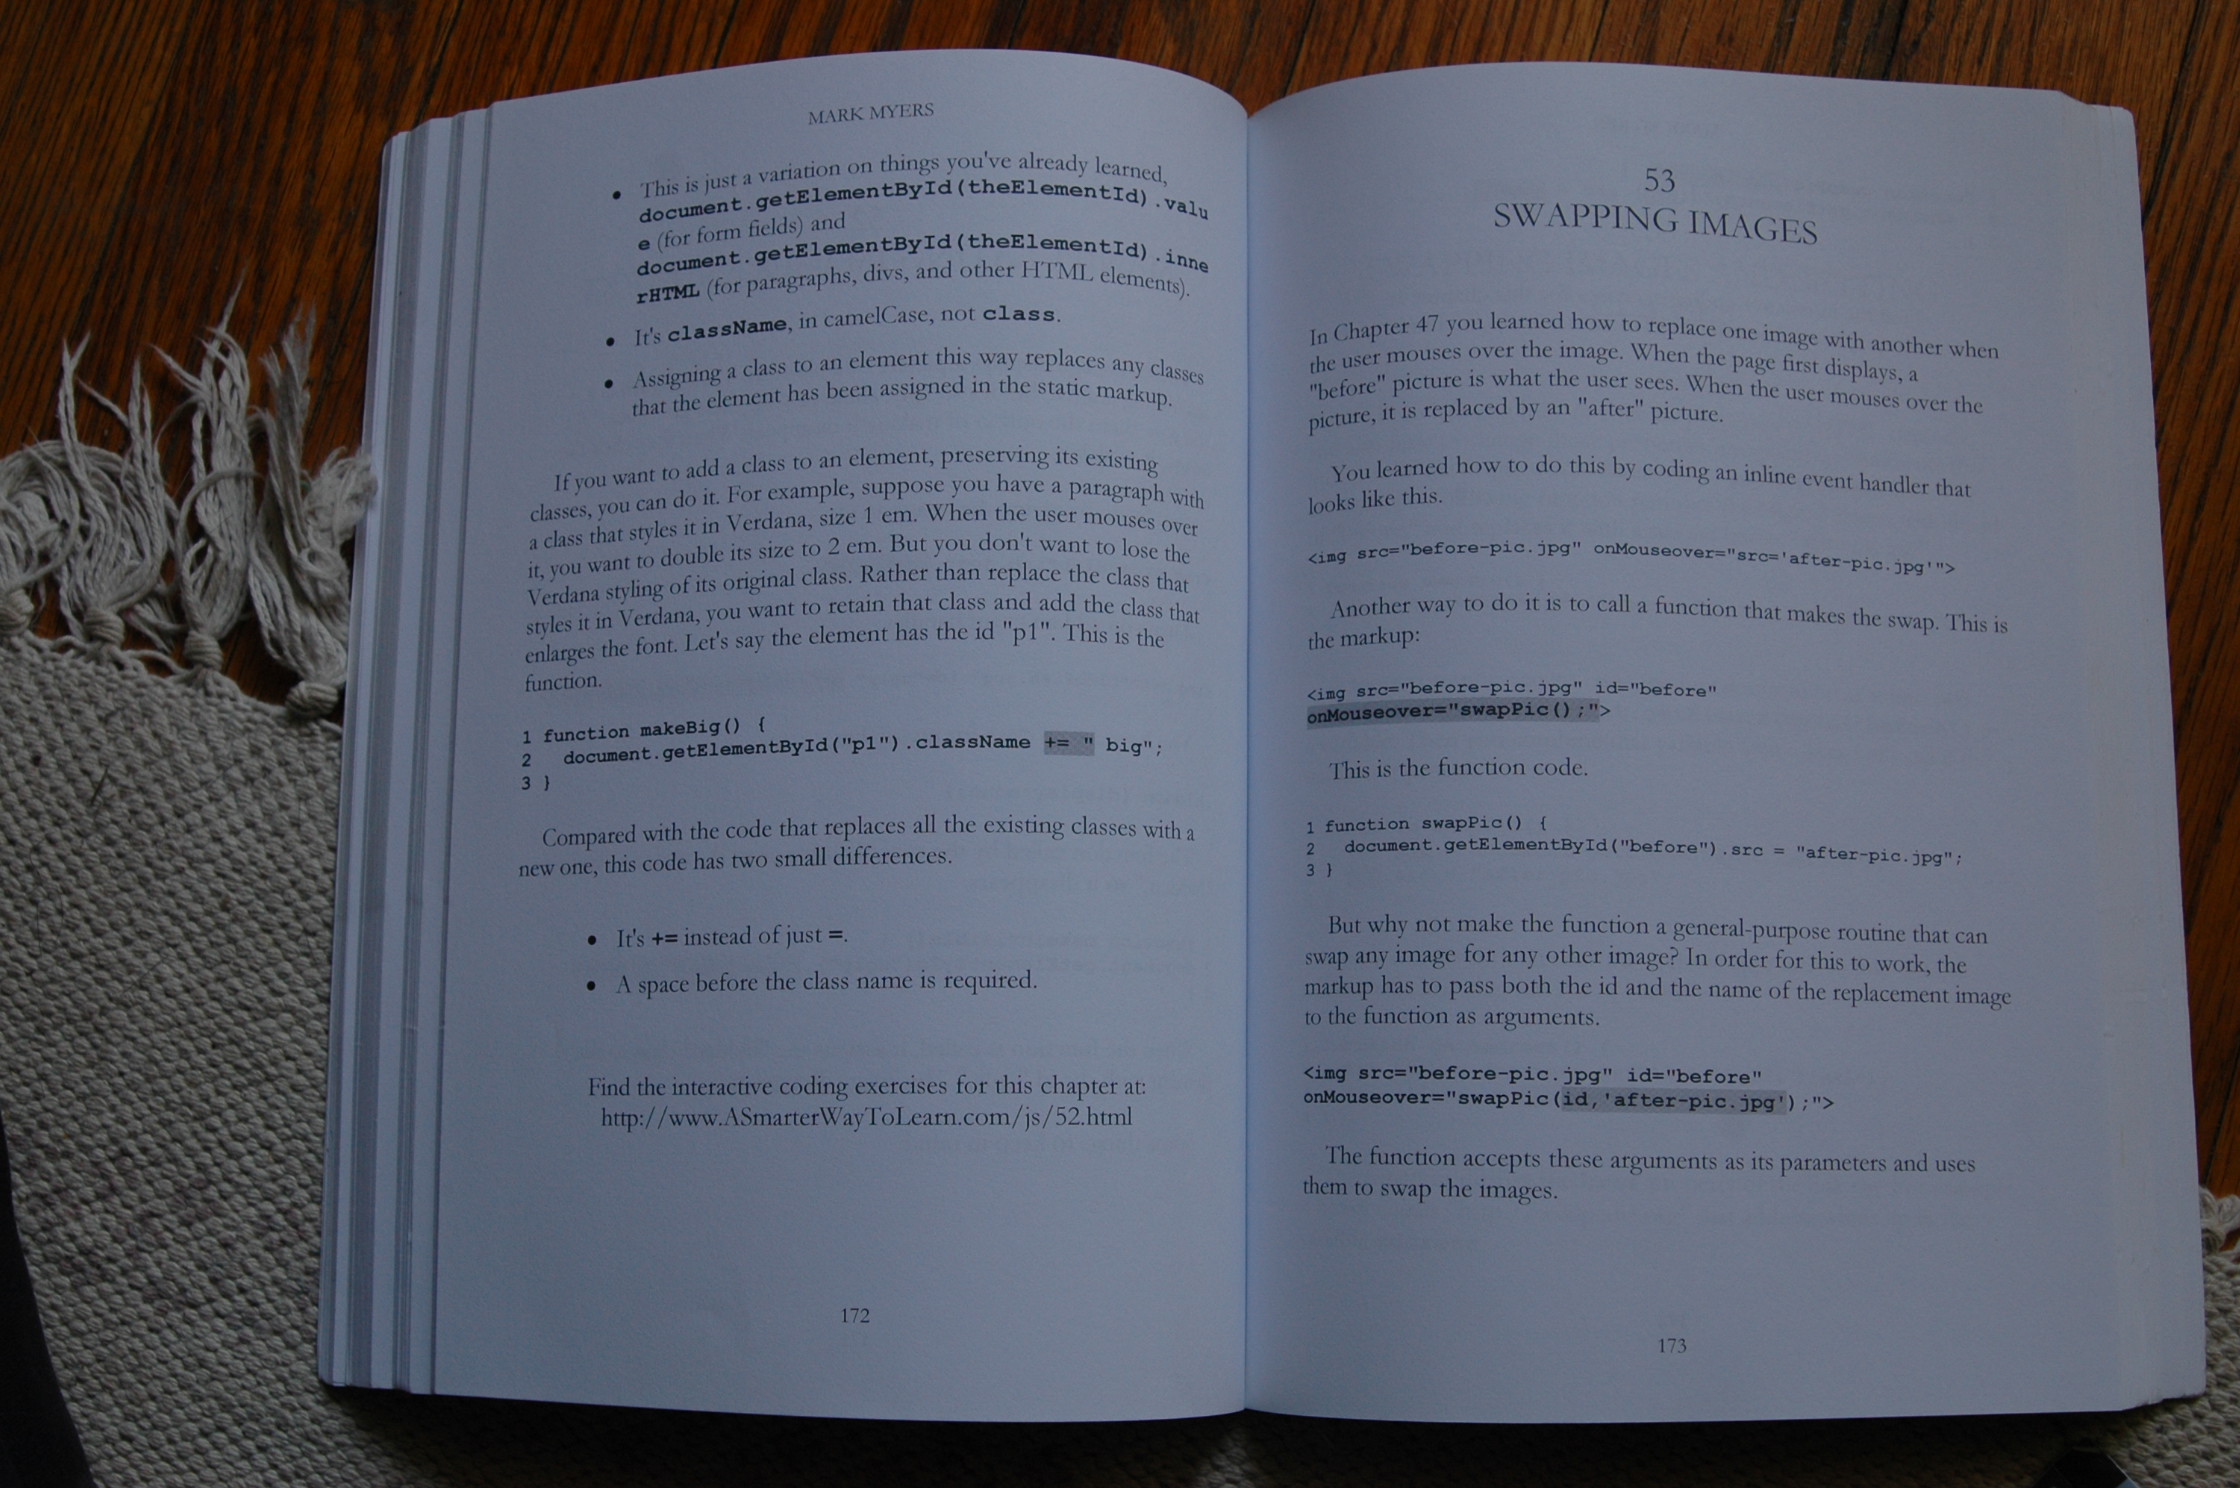 MARK MYERS
• This is just a variation on things you've already learned,
document.getElementById(theElementId).valu
e (for form fields) and
document.getElementById(theElementId).inne
rHTML (for paragraphs, divs, and other HTML elements).
• It's className, in camelCase, not class.
• Assigning a class to an element this way replaces any classes
that the element has been assigned in the static markup.
If you want to add a class to an element, preserving its existing
classes, you can do it. For example, suppose you have a paragraph with
a class that styles it in Verdana, size 1 em. When the user mouses over
it, you want to double its size to 2 em. But you don't want to lose the
Verdana styling of its original class. Rather than replace the class that
styles it in Verdana, you want to retain that class and add the class that
enlarges the font. Let's say the element has the id "p1". This is the
function.
1 function makeBig() {
2 document.getElementById("p1").className += " big";
3 }
Compared with the code that replaces all the existing classes with a
new one, this code has two small differences.
• It's += instead of just =.
• A space before the class name is required.
Find the interactive coding exercises for this chapter at:
http://www.ASmarterWayToLearn.com/js/52.html
172
53
SWAPPING IMAGES
In Chapter 47 you learned how to replace one image with another when
the user mouses over the image. When the page first displays, a
"before" picture is what the user sees. When the user mouses over the
picture, it is replaced by an "after" picture.
You learned how to do this by coding an inline event handler that
looks like this.
<img src="before-pic.jpg" onMouseover="src='after-pic.jpg'">
Another way to do it is to call a function that makes the swap. This is
the markup:
<img src="before-pic.jpg" id="before"
onMouseover="swapPic();">
This is the function code.
1 function swapPic() {
2 document.getElementById("before").src = "after-pic.jpg";
3 }
But why not make the function a general-purpose routine that can
swap any image for any other image? In order for this to work, the
markup has to pass both the id and the name of the replacement image
to the function as arguments.
<img src="before-pic.jpg" id="before"
onMouseover="swapPic(id,'after-pic.jpg');">
The function accepts these arguments as its parameters and uses
them to swap the images.
173